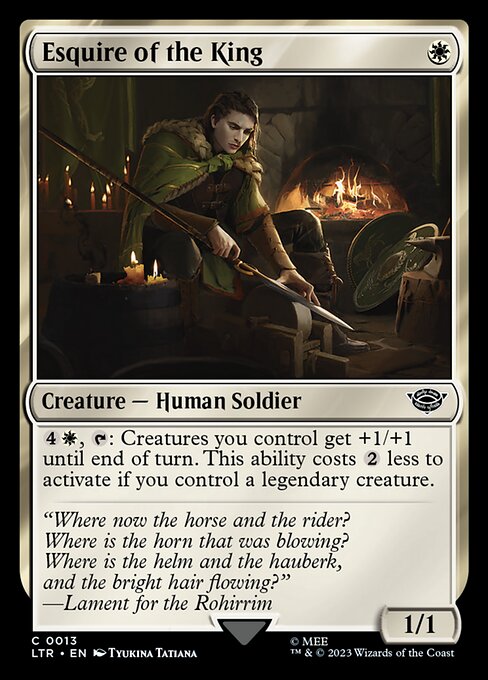 Esquire of the King
Creature — Human Soldier
4, : Creatures you control get +1/+1
until end of turn. This ability costs 2 less to
activate if you control a legendary creature.
“Where now the horse and the rider?
Where is the horn that was blowing?
Where is the helm and the hauberk,
and the bright hair flowing?”
—Lament for the Rohirrim
1/1
C 0013
LTR • EN Tyukina Tatiana
© MEE
™ & © 2023 Wizards of the Coast